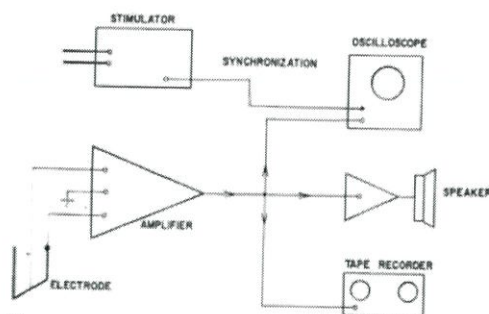 STIMULATOR
OSCILLOSCOPE
SYNCHRONIZATION
SPEAKER
AMPLIFIER
TAPE RECORDER
ELECTRODE